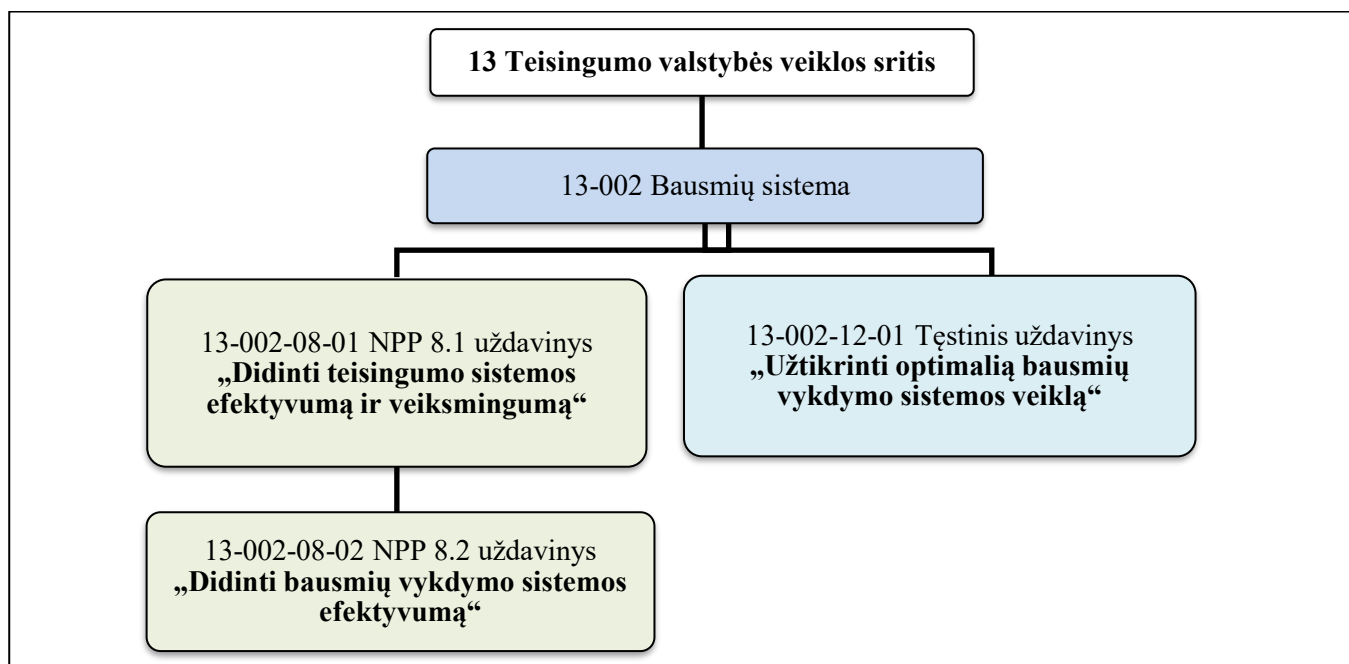 13 Teisingumo valstybės veiklos sritis
13-002 Bausmių sistema
13-002-08-01 NPP 8.1 uždavinys
„Didinti teisingumo sistemos
efektyvumą ir veiksmingumą“
13-002-12-01 Tęstinis uždavinys
„Užtikrinti optimalią bausmių
vykdymo sistemos veiklą“
13-002-08-02 NPP 8.2 uždavinys
„Didinti bausmių vykdymo sistemos
efektyvumą“